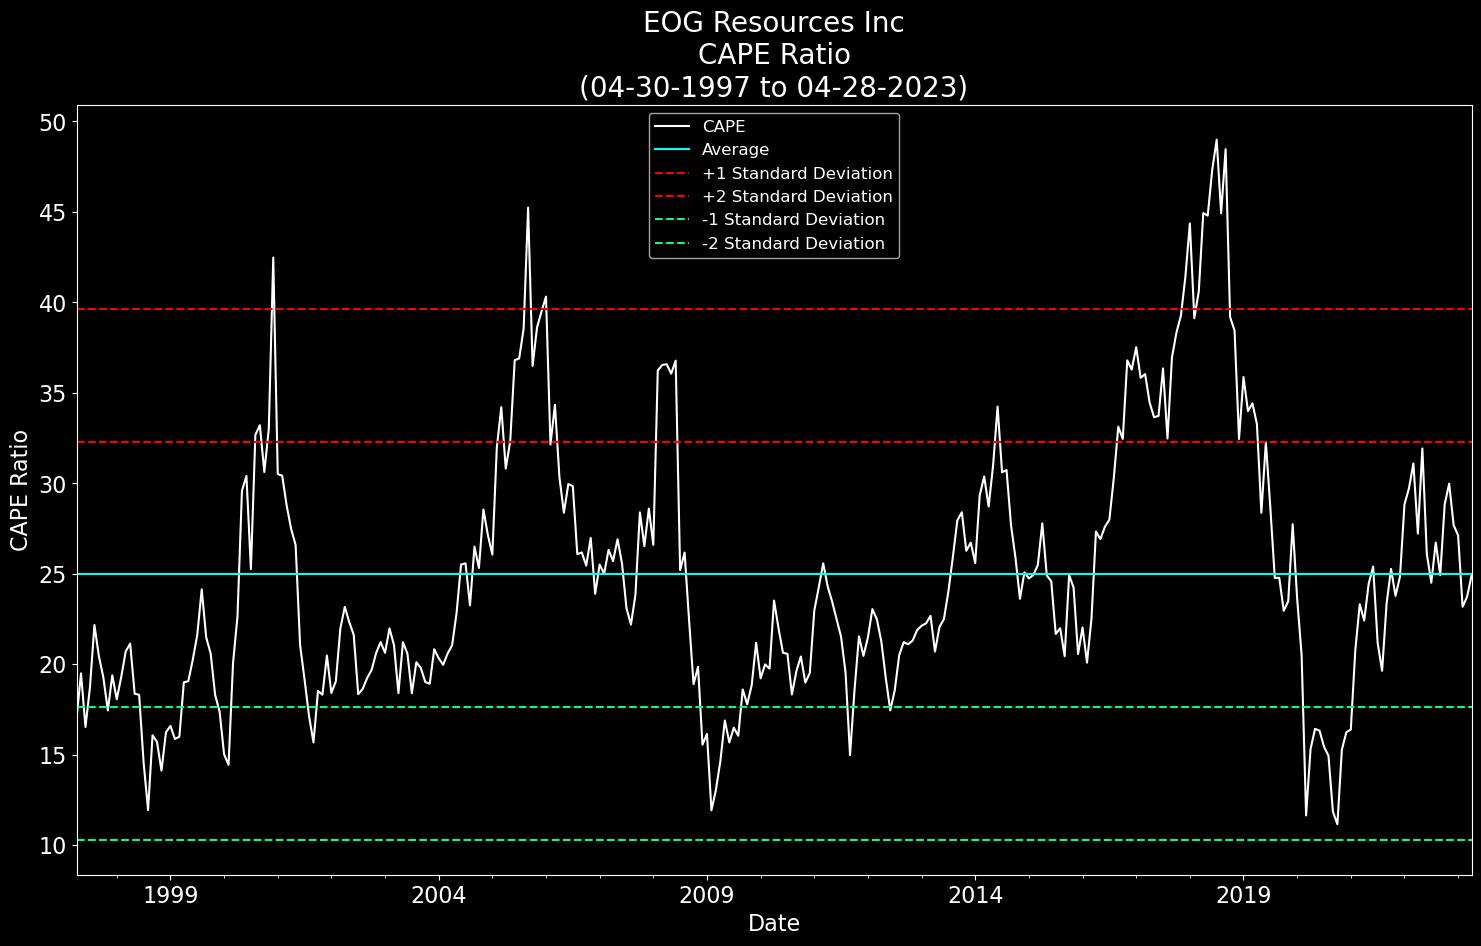 EOG Resources Inc
CAPE Ratio
(04-30-1997 to 04-28-2023)
CAPE
Average
+1 Standard Deviation
+2 Standard Deviation
-1 Standard Deviation
-2 Standard Deviation
CAPE Ratio
50
45
40
35
30
25
20
15
10
1999 2004 2009 2014 2019
Date